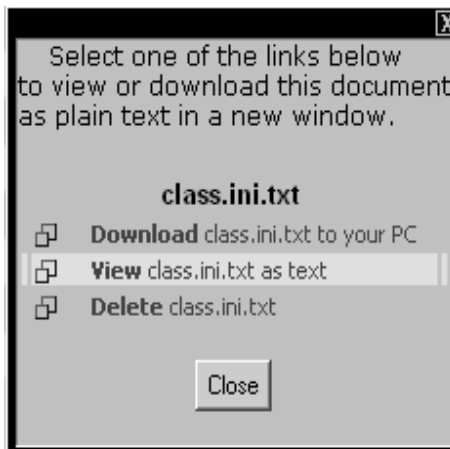 X
Select one of the links below
to view or download this document
as plain text in a new window.
class.ini.txt
Download class.ini.txt to your PC
View class.ini.txt as text
Delete class.ini.txt
Close